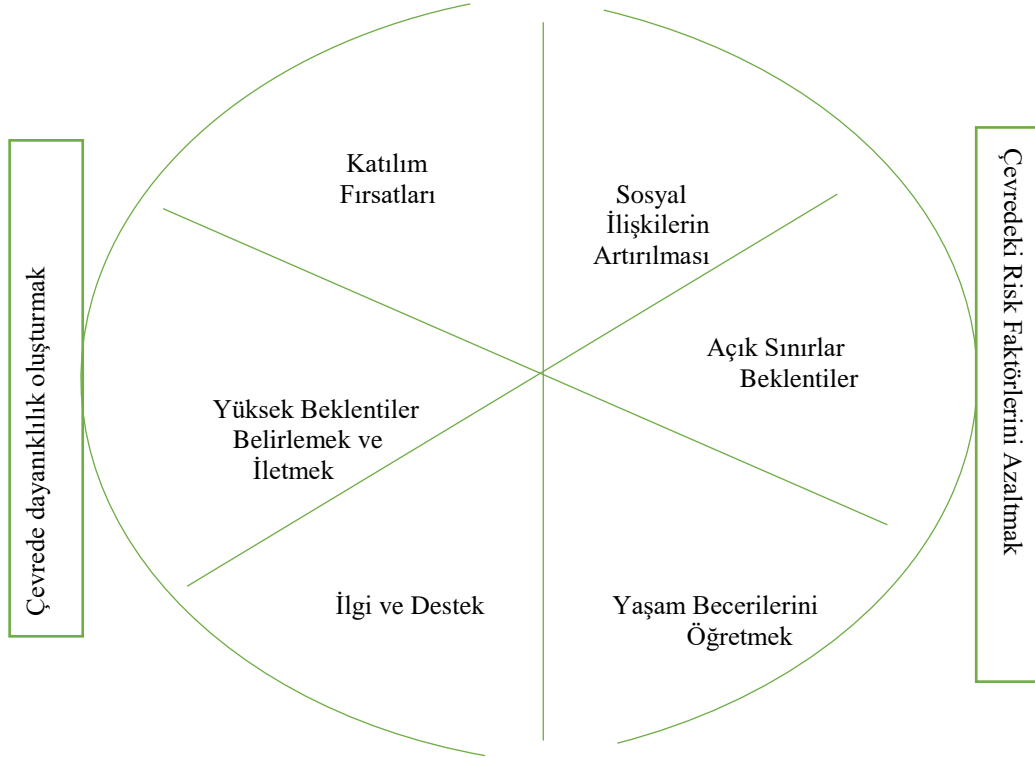 Çevrede dayanıklılık oluşturmak
Katılım
Fırsatları
Sosyal
İlişkilerin
Artırılması
Açık Sınırlar
Beklentiler
Yüksek Beklentiler
Belirlemek ve
İletmek
İlgi ve Destek
Yaşam Becerilerini
Öğretmek
Çevredeki Risk Faktörlerini Azaltmak